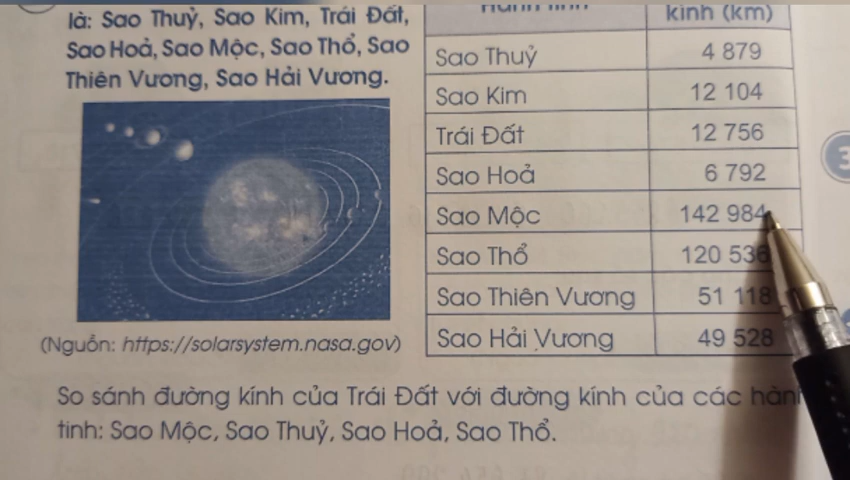 là: Sao Thuỷ, Sao Kim, Trái Đất,
Sao Hoả, Sao Mộc, Sao Thổ, Sao
Thiên Vương, Sao Hải Vương.
(Nguồn: https://solarsystem.nasa.gov)
kính (km)
Sao Thuỷ 4 879
Sao Kim 12 104
Trái Đất 12 756
Sao Hoả 6 792
Sao Mộc 142 984
Sao Thổ 120 536
Sao Thiên Vương 51 118
Sao Hải Vương 49 528
3
So sánh đường kính của Trái Đất với đường kính của các hành
tinh: Sao Mộc, Sao Thuỷ, Sao Hoả, Sao Thổ.